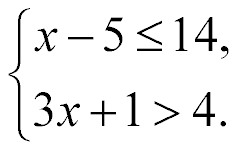 x − 5 ≤ 14,
3x + 1 > 4.